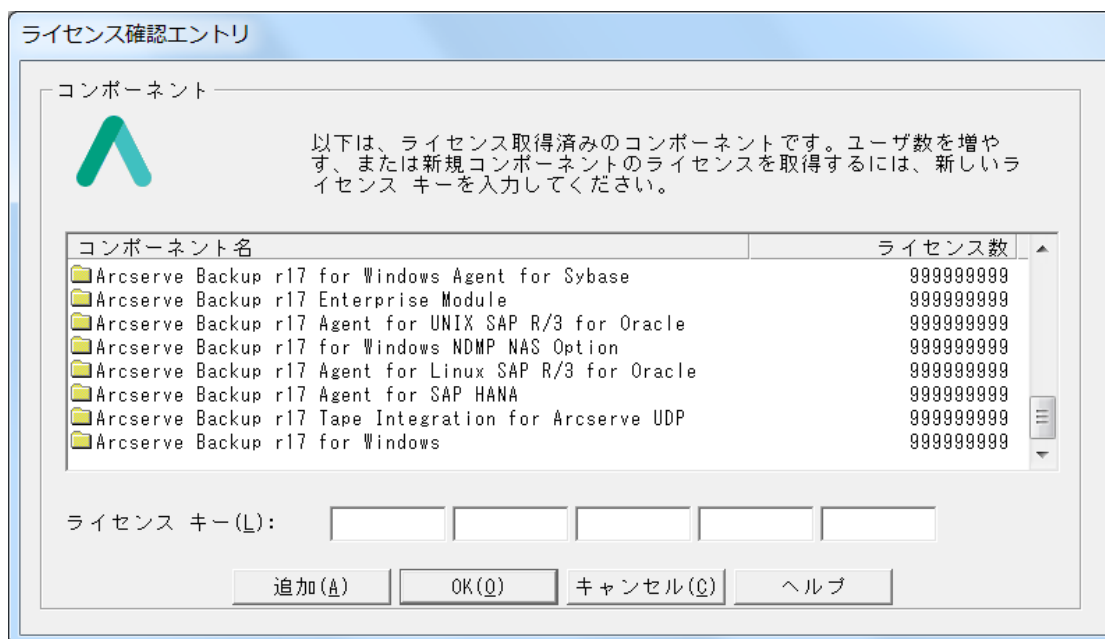 ライセンス確認エントリ
コンポーネント
以下は、ライセンス取得済みのコンポーネントです。ユーザ数を増や
す、または新規コンポーネントのライセンスを取得するには、新しいラ
イセンス キーを入力してください。
コンポーネント名 ライセンス数
Arcserve Backup r17 for Windows Agent for Sybase 999999999
Arcserve Backup r17 Enterprise Module 999999999
Arcserve Backup r17 Agent for UNIX SAP R/3 for Oracle 999999999
Arcserve Backup r17 for Windows NDMP NAS Option 999999999
Arcserve Backup r17 Agent for Linux SAP R/3 for Oracle 999999999
Arcserve Backup r17 Agent for SAP HANA 999999999
Arcserve Backup r17 Tape Integration for Arcserve UDP 999999999
Arcserve Backup r17 for Windows 999999999
ライセンス キー(L):
追加(A) OK(O) キャンセル(C) ヘルプ